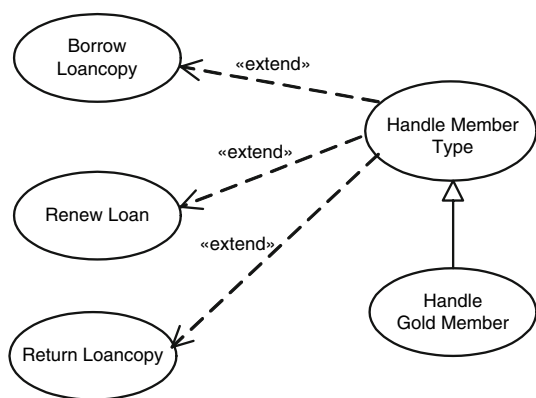 Borrow
Loancopy
«extend»
Handle Member
Type
«extend»
Renew Loan
«extend»
Handle
Gold Member
Return Loancopy